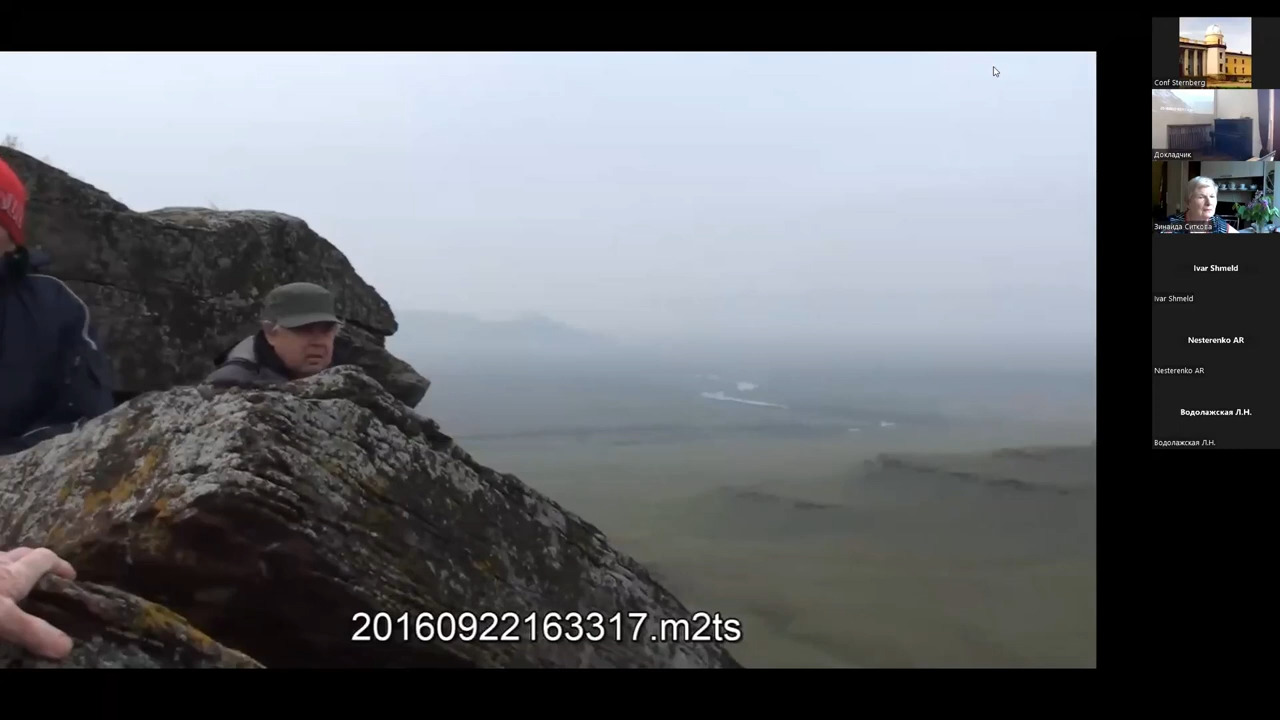 20160922163317.m2ts
Conf Sternberg
Докладчик
Зинаида Ситкова
Ivar Shmeld
Ivar Shmeld
Nesterenko AR
Nesterenko AR
Водолажская Л.Н.
Водолажская Л.Н.